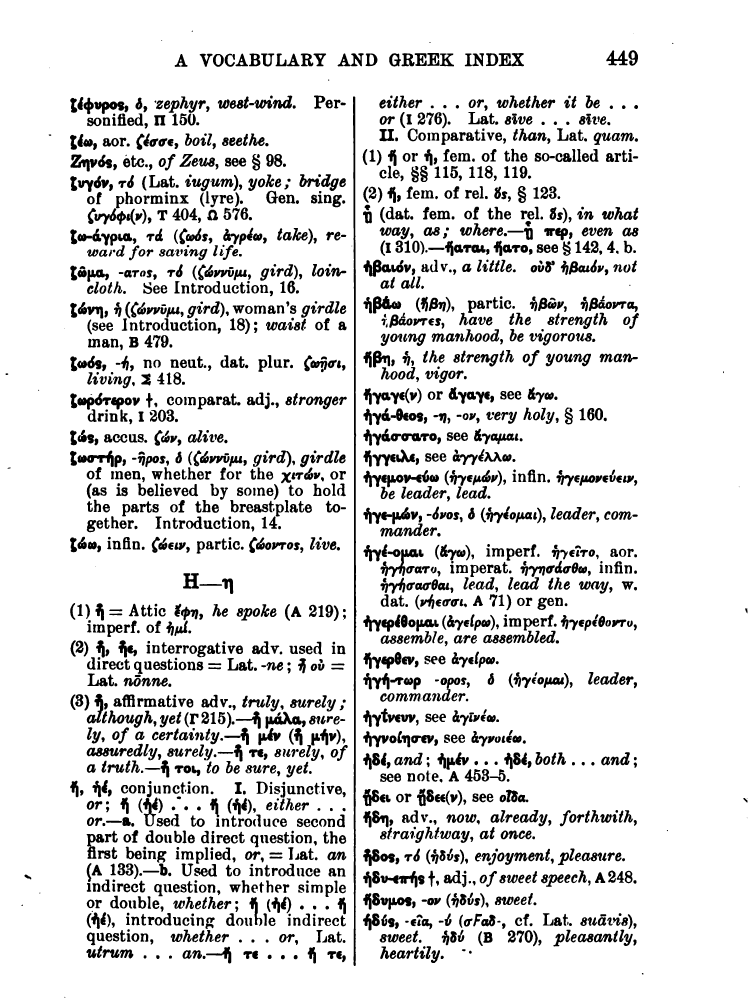 A VOCABULARY AND GREEK INDEX 449
ζέφυρος, ὁ, zephyr, west-wind. Per-
sonified, Π 150.
ζέω, aor. ζέσσε, boil, seethe.
Ζηνός, etc., of Zeus, see § 98.
ζυγόν, τό (Lat. iugum), yoke; bridge
of phorminx (lyre). Gen. sing.
ζυγόφι(ν), Τ 404, Ω 576.
ζω-άγρια, τά (ζωός, ἀγρέω, take), re-
ward for saving life.
ζῶμα, -ατος, τό (ζώννῡμι, gird), loin-
cloth. See Introduction, 16.
ζώνη, ἡ (ζώννῡμι, gird), woman's girdle
(see Introduction, 18); waist of a
man, Β 479.
ζωός, -ή, no neut., dat. plur. ζωῇσι,
living, Σ 418.
ζωρότερον †, comparat. adj., stronger
drink, Ι 203.
ζώς, accus. ζών, alive.
ζωστήρ, -ῆρος, ὁ (ζώννῡμι, gird), girdle
of men, whether for the χιτών, or
(as is believed by some) to hold
the parts of the breastplate to-
gether. Introduction, 14.
ζώω, infin. ζώειν, partic. ζώοντος, live.
Η—η
(1) ἦ = Attic ἔφη, he spoke (Α 219);
imperf. of ἠμί.
(2) ἦ, ἦε, interrogative adv. used in
direct questions = Lat. -ne; ἦ οὐ =
Lat. nōnne.
(3) ἦ, affirmative adv., truly, surely;
although, yet (Γ 215).—ἦ μάλα, sure-
ly, of a certainty.—ἦ μέν (ἦ μήν),
assuredly, surely.—ἦ τε, surely, of
a truth.—ἦ τοι, to be sure, yet.
ἤ, ἠέ, conjunction. I. Disjunctive,
or; ἤ (ἠέ) . . . ἤ (ἠέ), either . . .
or.—a. Used to introduce second
part of double direct question, the
first being implied, or, = Lat. an
(Α 133).—b. Used to introduce an
indirect question, whether simple
or double, whether; ἤ (ἠέ) . . . ἦ
(ἠέ), introducing double indirect
question, whether . . . or, Lat.
utrum . . . an.—ἤ τε . . . ἤ τε,
either . . . or, whether it be . . .
or (Ι 276). Lat. sīve . . . sīve.
II. Comparative, than, Lat. quam.
(1) ἥ or ἡ, fem. of the so-called arti-
cle, §§ 115, 118, 119.
(2) ἥ, fem. of rel. ὅς, § 123.
ᾗ (dat. fem. of the rel. ὅς), in what
way, as; where.—ᾗ περ, even as
(Ι 310).—ἥαται, ἥατο, see § 142, 4. b.
ἠβαιόν, adv., a little. οὐδ' ἠβαιόν, not
at all.
ἡβάω (ἥβη), partic. ἡβῶν, ἡβάοντα,
ἡβάοντες, have the strength of
young manhood, be vigorous.
ἥβη, ἡ, the strength of young man-
hood, vigor.
ἤγαγε(ν) or ἄγαγε, see ἄγω.
ἠγά-θεος, -η, -ον, very holy, § 160.
ἠγάσσατο, see ἄγαμαι.
ἤγγειλε, see ἀγγέλλω.
ἡγεμον-εύω (ἡγεμών), infin. ἡγεμονεύειν,
be leader, lead.
ἡγε-μών, -όνος, ὁ (ἡγέομαι), leader, com-
mander.
ἡγέ-ομαι (ἄγω), imperf. ἡγεῖτο, aor.
ἡγήσατο, imperat. ἡγησάσθω, infin.
ἡγήσασθαι, lead, lead the way, w.
dat. (νήεσσι, Α 71) or gen.
ἠγερέθομαι (ἀγείρω), imperf. ἠγερέθοντο,
assemble, are assembled.
ἤγερθεν, see ἀγείρω.
ἡγή-τωρ -ορος, ὁ (ἡγέομαι), leader,
commander.
ἠγίνευν, see ἀγῑνέω.
ἠγνοίησεν, see ἀγνοιέω.
ἠδέ, and; ἠμέν . . . ἠδέ, both . . . and;
see note, Α 453–5.
ᾔδει or ᾔδεε(ν), see οἶδα.
ἤδη, adv., now, already, forthwith,
straightway, at once.
ἦδος, τό (ἡδύς), enjoyment, pleasure.
ἡδυ-επής †, adj., of sweet speech, Α 248.
ἥδυμος, -ον (ἡδύς), sweet.
ἡδύς, -εῖα, -ύ (σϝαδ-, cf. Lat. suāvis),
sweet. ἡδύ (Β 270), pleasantly,
heartily.